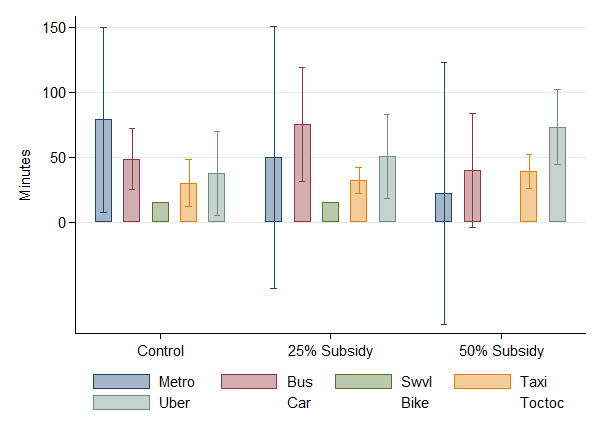 150
100
50
0
Minutes
Control 25% Subsidy 50% Subsidy
Metro Bus Swvl Taxi
Uber Car Bike Toctoc